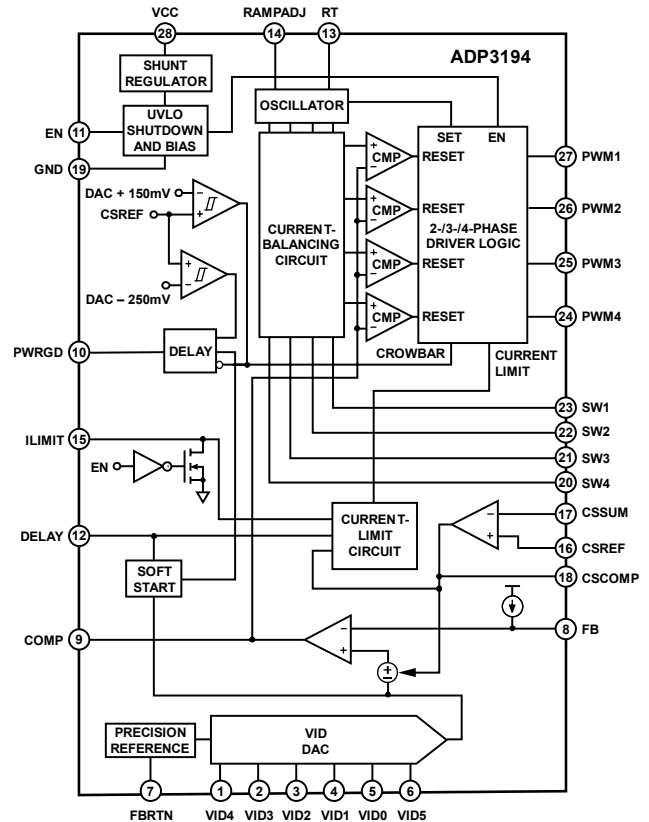 VCC
RAMPADJ
RT
28
14
13
ADP3194
SHUNT
REGULATOR
OSCILLATOR
SET
EN
EN
11
UVLO
SHUTDOWN
AND BIAS
GND
19
+
–
CMP
RESET
27
PWM1
DAC + 150mV
–
CSREF
+
+
–
CMP
RESET
26
PWM2
CURRENT-
BALANCING
CIRCUIT
2-/3-/4-PHASE
DRIVER LOGIC
+
–
DAC – 250mV
+
–
CMP
RESET
25
PWM3
+
–
CMP
RESET
24
PWM4
PWRGD
10
DELAY
CROWBAR
CURRENT
LIMIT
23
SW1
ILIMIT
15
22
SW2
EN
21
SW3
20
SW4
DELAY
12
CURRENT-
LIMIT
CIRCUIT
–
+
17
CSSUM
16
CSREF
SOFT
START
18
CSCOMP
COMP
9
–
+
8
FB
+
–
PRECISION
REFERENCE
VID
DAC
7
1
2
3
4
5
6
FBRTN
VID4
VID3
VID2
VID1
VID0
VID5